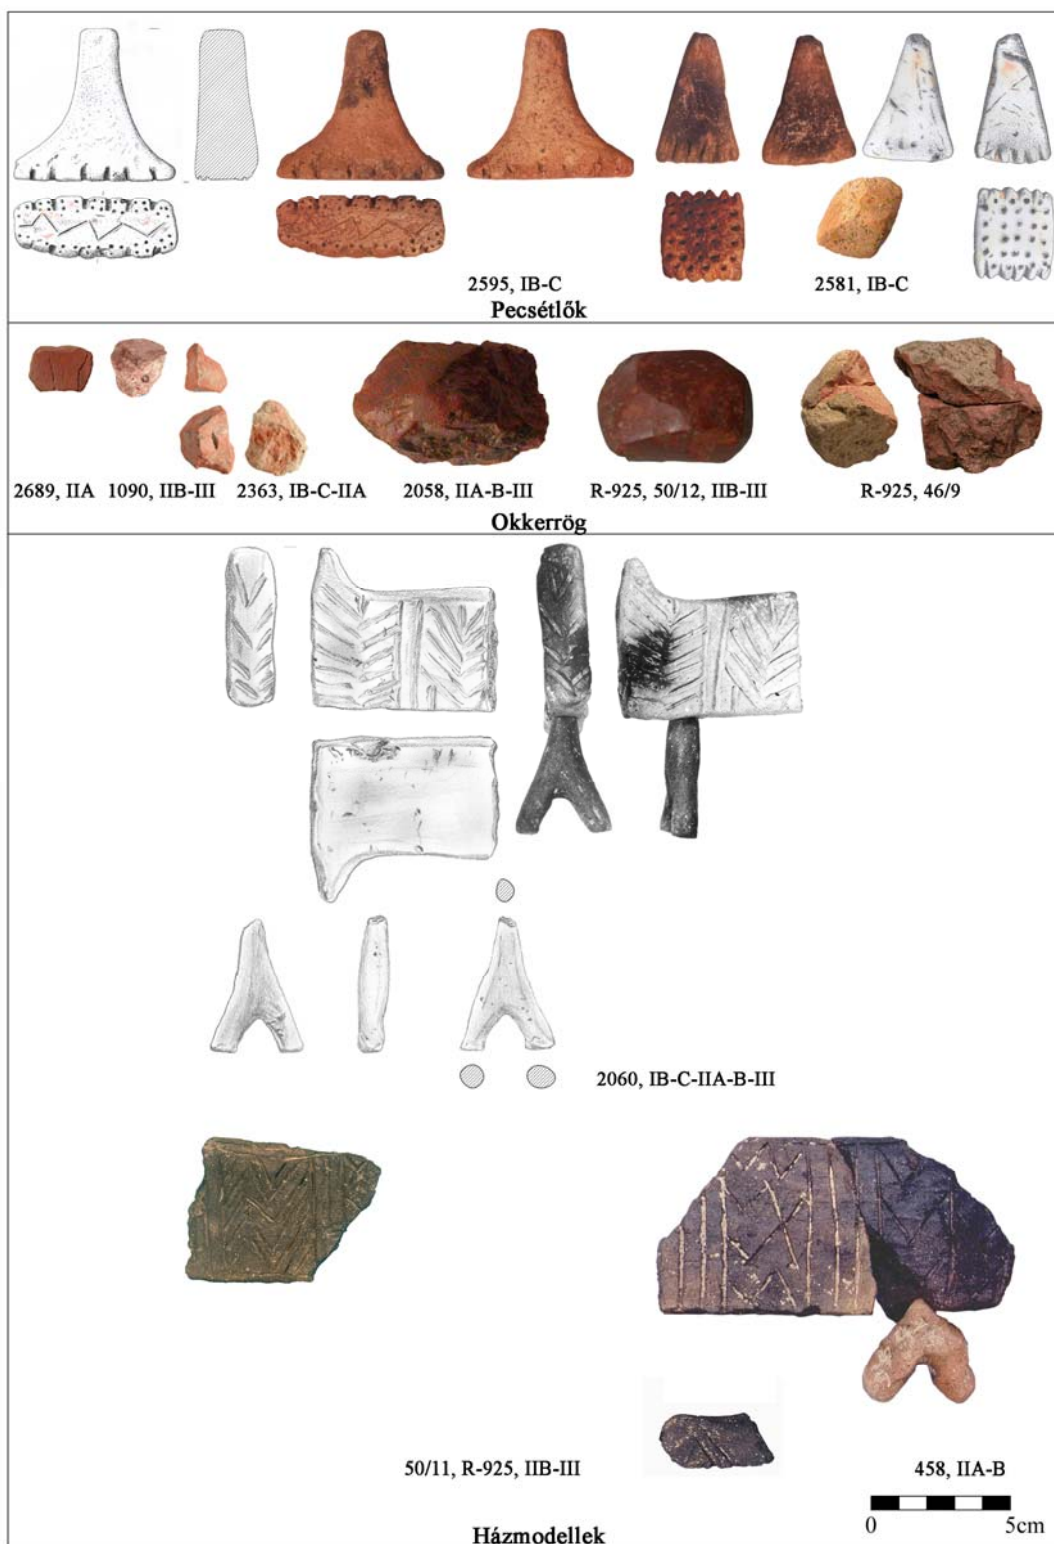 2595, IB-C
2581, IB-C
Pecsétlők
2689, IIA
1090, IIB-III
2363, IB-C-IIA
2058, IIA-B-III
R-925, 50/12, IIB-III
R-925, 46/9
Okkerrög
2060, IB-C-IIA-B-III
50/11, R-925, IIB-III
458, IIA-B
0
5cm
Házmodellek